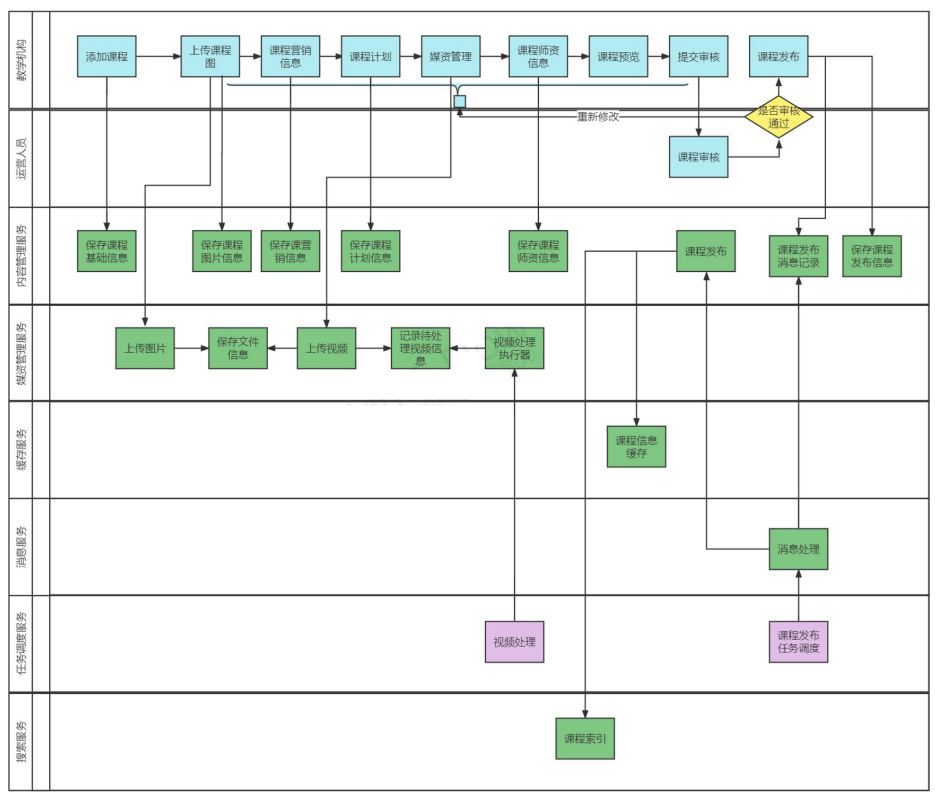 教学机构
添加课程
上传课程
图
课程营销
信息
课程计划
媒资管理
课程师资
信息
课程预览
提交审核
课程发布
运营人员
重新修改
是否审核
通过
课程审核
内容管理服务
保存课程
基础信息
保存课程
图片信息
保存课营
销信息
保存课程
计划信息
保存课程
师资信息
课程发布
课程发布
消息记录
保存课程
发布信息
媒资管理服务
上传图片
保存文件
信息
上传视频
记录待处
理视频信
息
视频处理
执行器
缓存服务
课程信息
缓存
消息服务
消息处理
任务调度服务
视频处理
课程发布
任务调度
搜索服务
课程索引